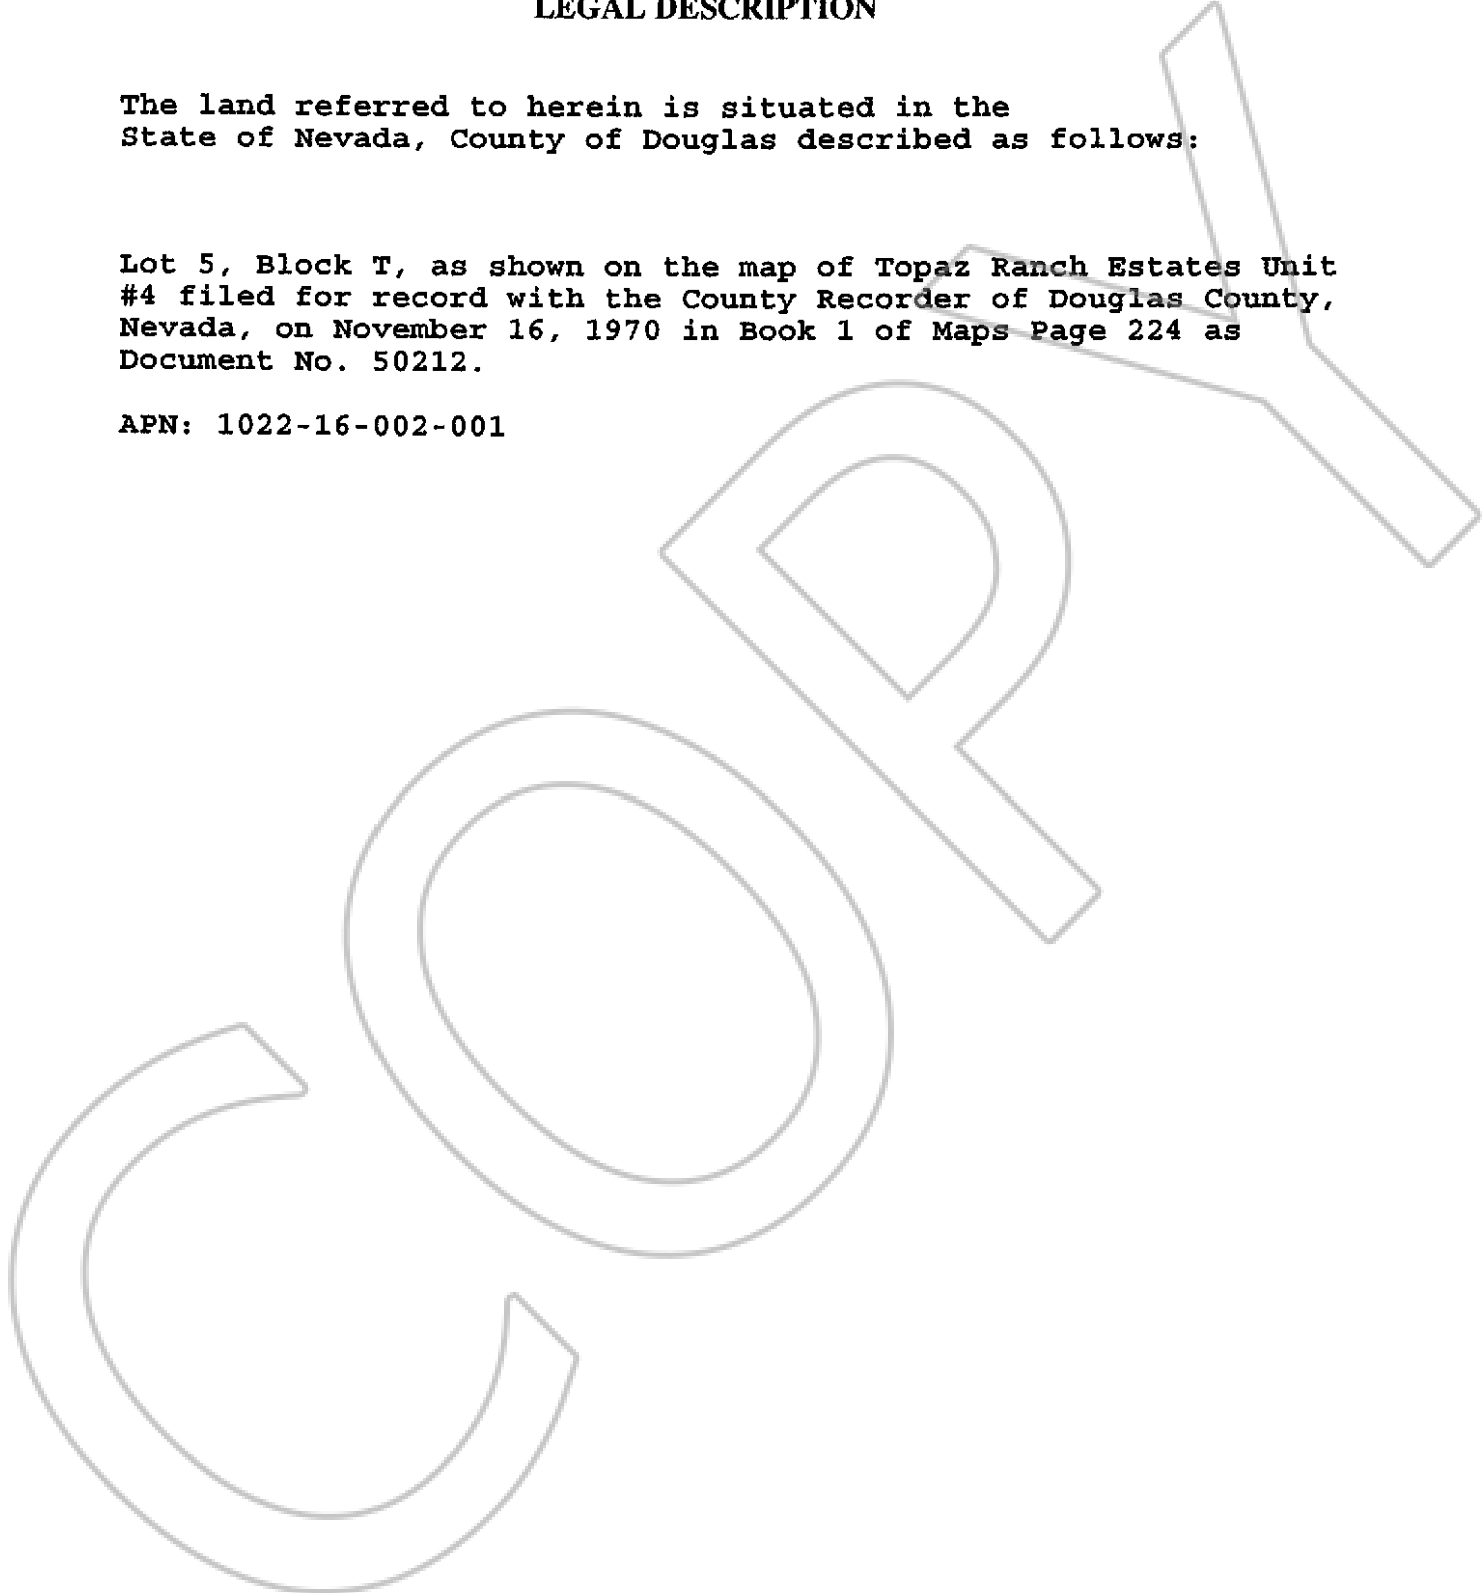 LEGAL DESCRIPTION
The land referred to herein is situated in the
State of Nevada, County of Douglas described as follows:
Lot 5, Block T, as shown on the map of Topaz Ranch Estates Unit
#4 filed for record with the County Recorder of Douglas County,
Nevada, on November 16, 1970 in Book 1 of Maps Page 224 as
Document No. 50212.
APN: 1022-16-002-001
COPY